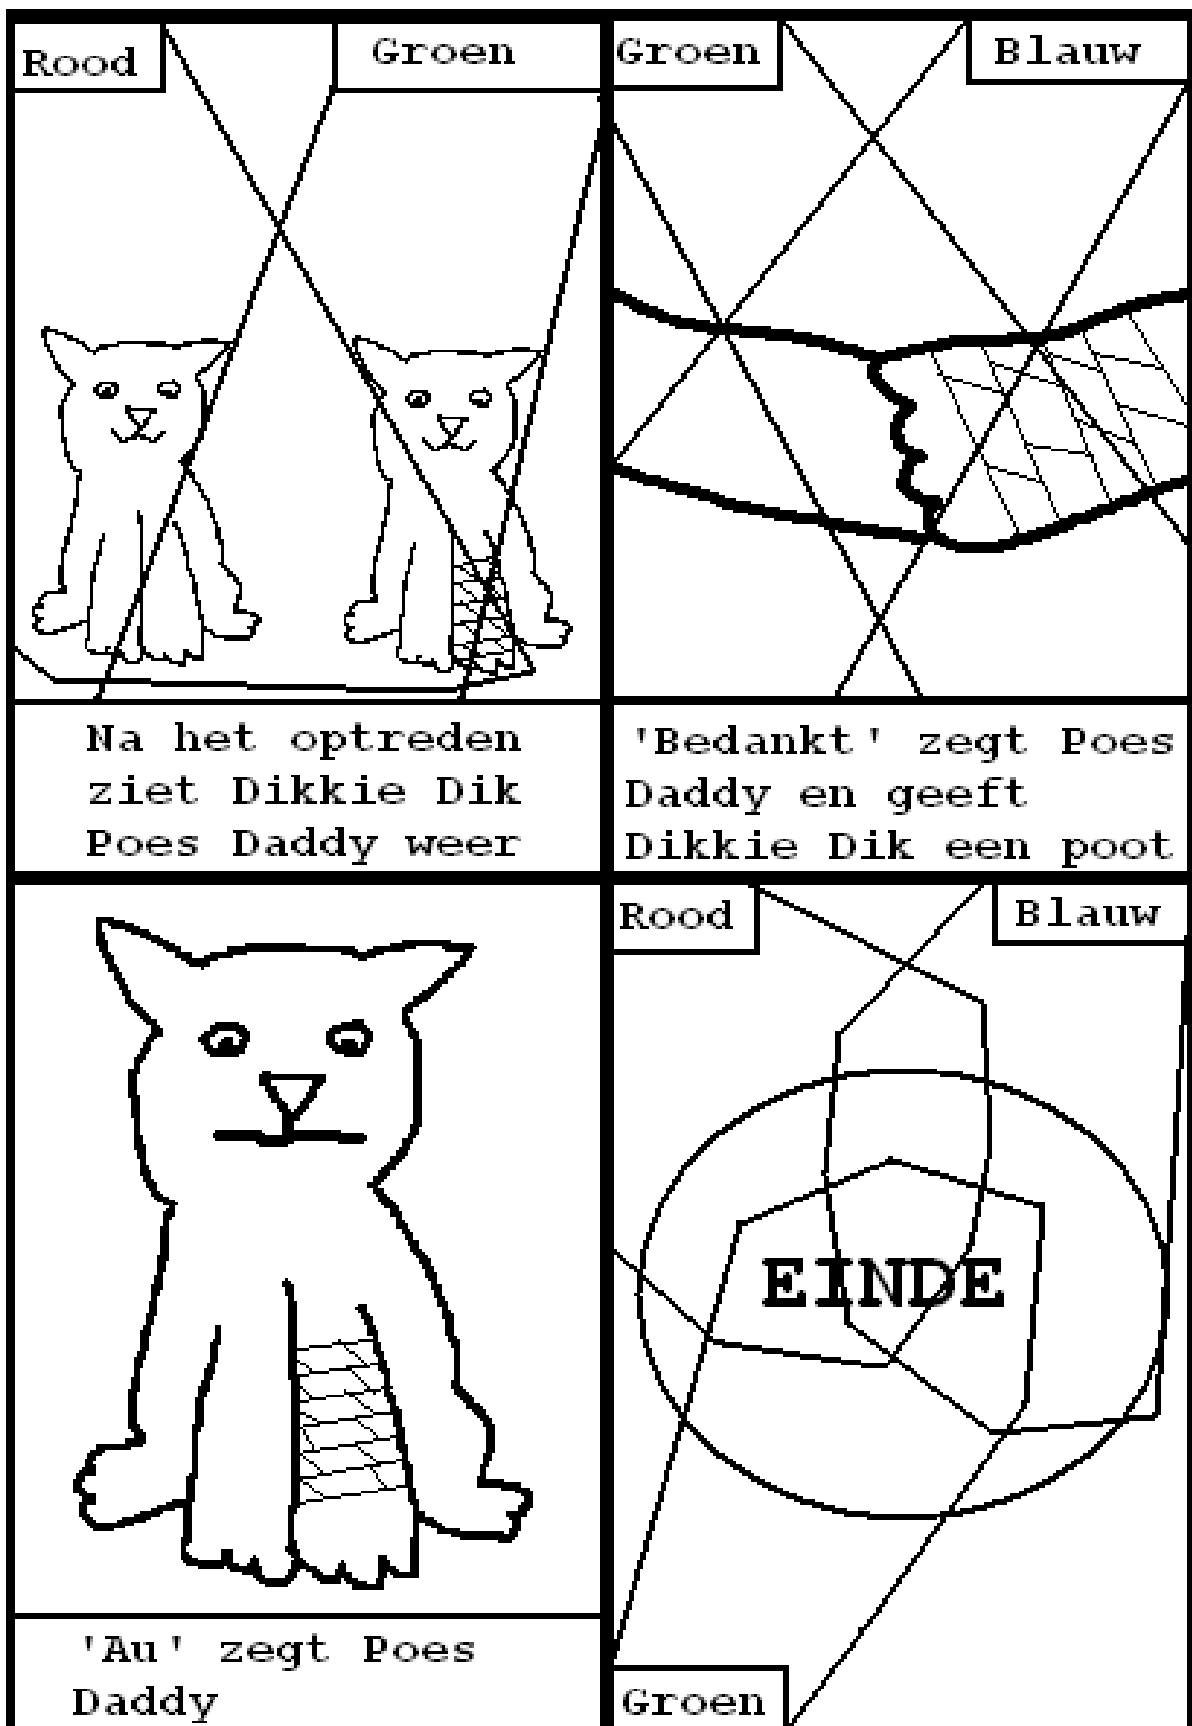 Rood
Groen
Na het optreden
ziet Dikkie Dik
Poes Daddy weer
Groen
Blauw
'Bedankt' zegt Poes
Daddy en geeft
Dikkie Dik een poot
'Au' zegt Poes
Daddy
Rood
Blauw
EINDE
Groen